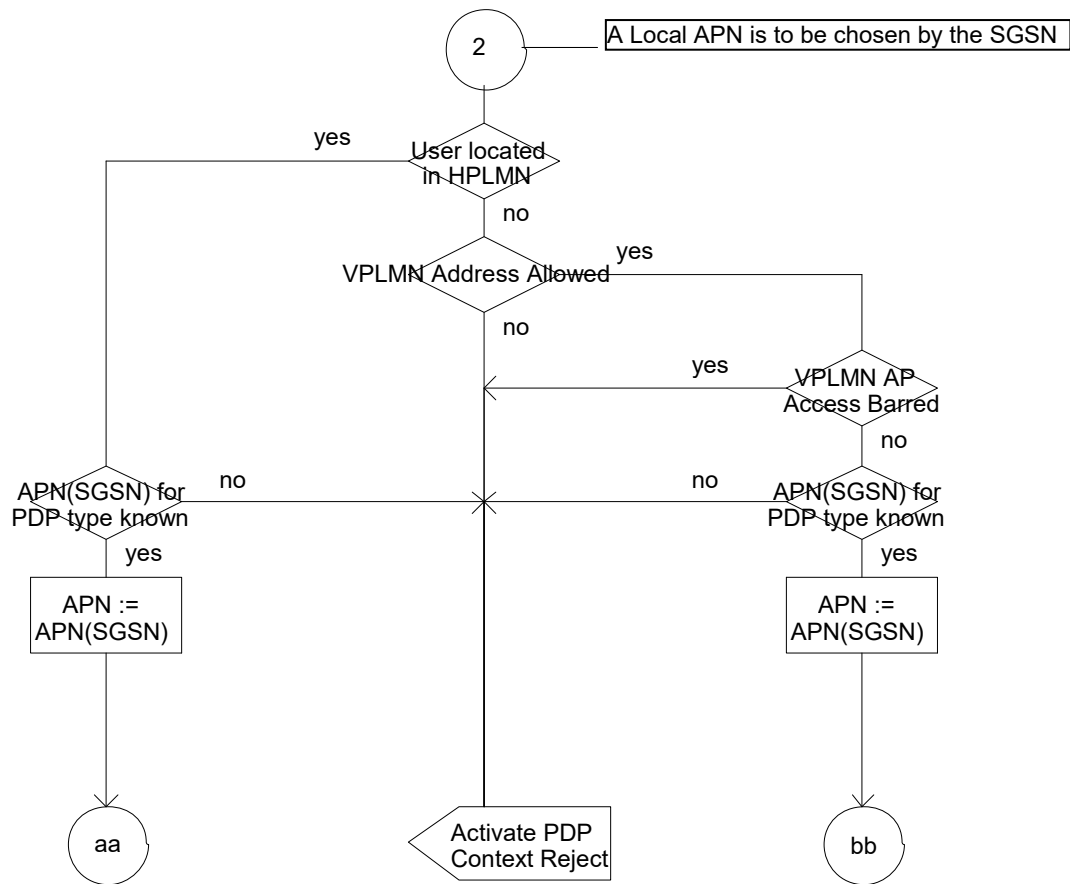 2
A Local APN is to be chosen by the SGSN
yes
User located
in HPLMN
no
VPLMN Address Allowed
yes
no
yes
VPLMN AP
Access Barred
no
APN(SGSN) for
PDP type known
no
no
APN(SGSN) for
PDP type known
yes
yes
APN :=
APN(SGSN)
APN :=
APN(SGSN)
aa
Activate PDP
Context Reject
bb